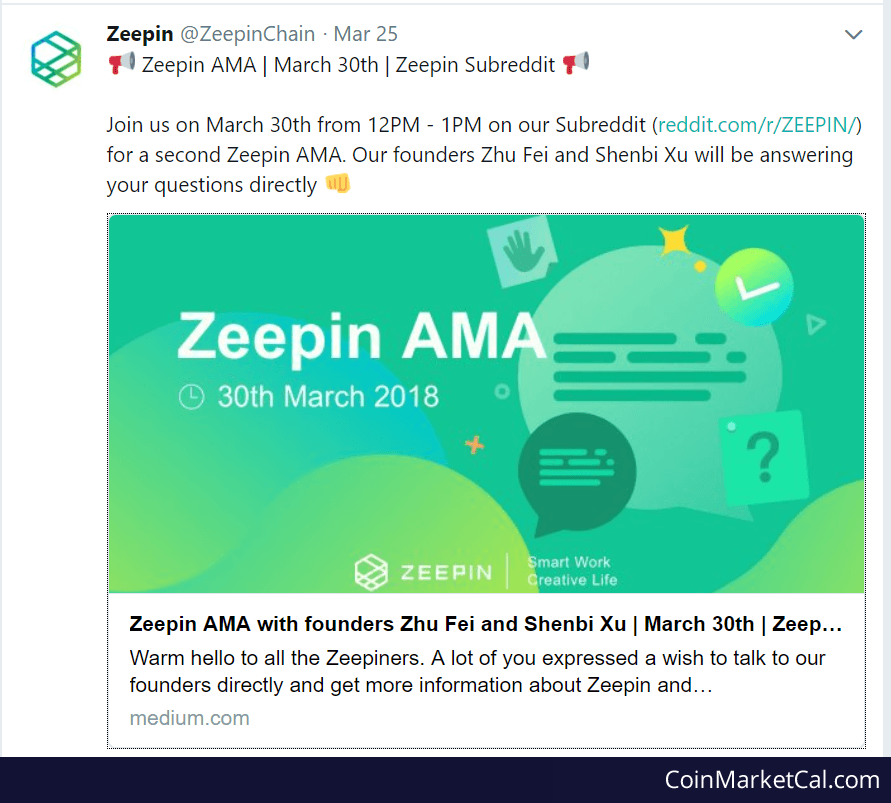 Zeepin @ZeepinChain · Mar 25
Zeepin AMA | March 30th | Zeepin Subreddit
Join us on March 30th from 12PM - 1PM on our Subreddit (reddit.com/r/ZEEPIN/)
for a second Zeepin AMA. Our founders Zhu Fei and Shenbi Xu will be answering
your questions directly
Zeepin AMA
30th March 2018
?
ZEEPIN
Smart Work
Creative Life
Zeepin AMA with founders Zhu Fei and Shenbi Xu | March 30th | Zeep...
Warm hello to all the Zeepiners. A lot of you expressed a wish to talk to our
founders directly and get more information about Zeepin and...
medium.com
CoinMarketCal.com